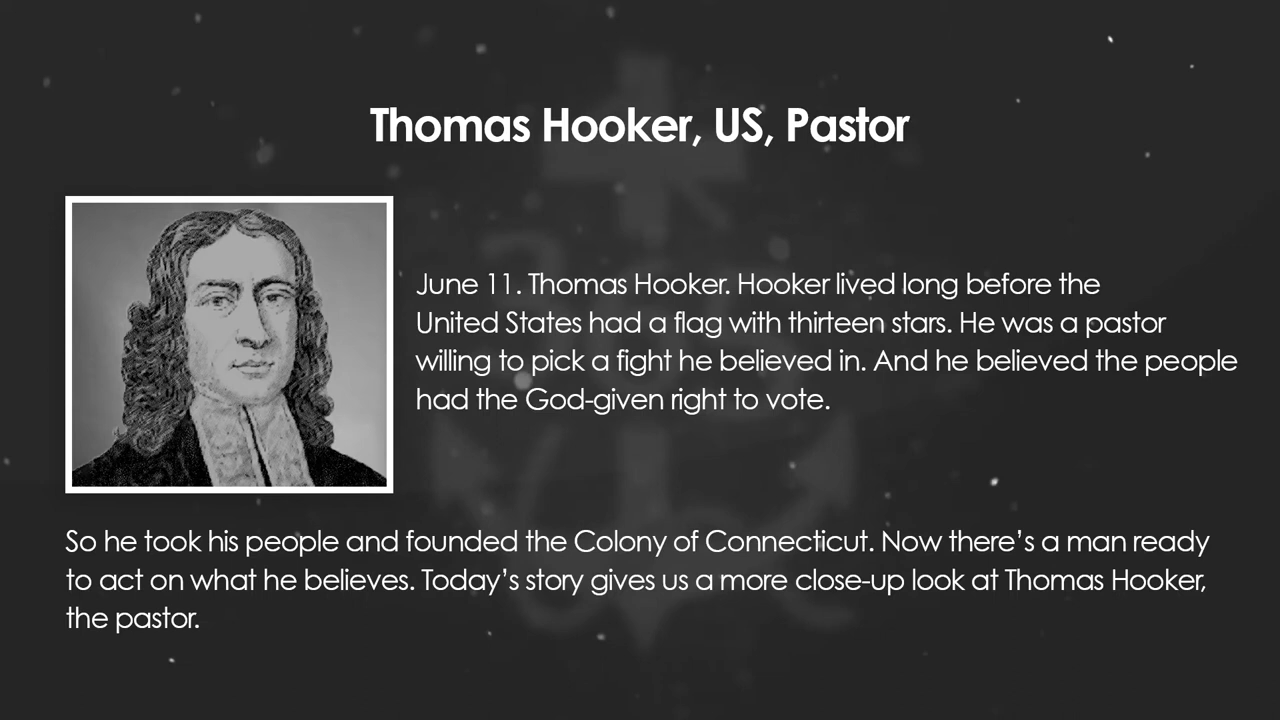 Thomas Hooker, US, Pastor
June 11. Thomas Hooker. Hooker lived long before the
United States had a flag with thirteen stars. He was a pastor
willing to pick a fight he believed in. And he believed the people
had the God-given right to vote.
So he took his people and founded the Colony of Connecticut. Now there’s a man ready
to act on what he believes. Today’s story gives us a more close-up look at Thomas Hooker,
the pastor.